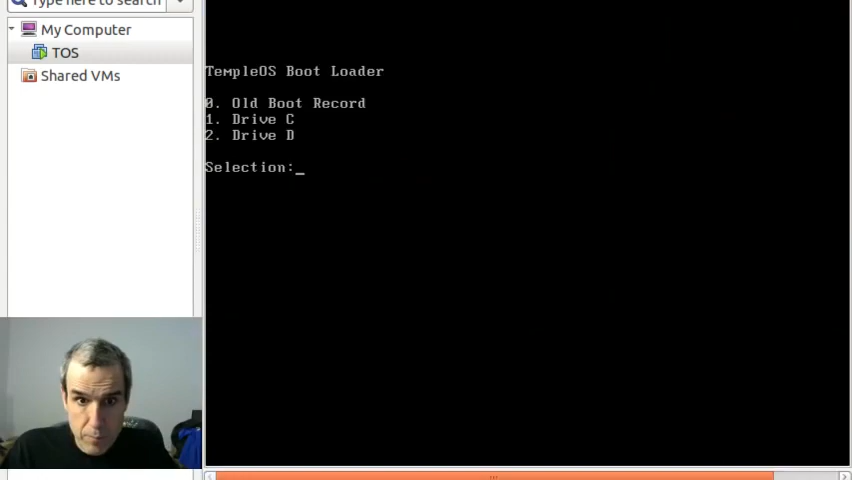 Type here to search
My Computer
TOS
Shared VMs
TempleOS Boot Loader
0. Old Boot Record
1. Drive C
2. Drive D
Selection:_